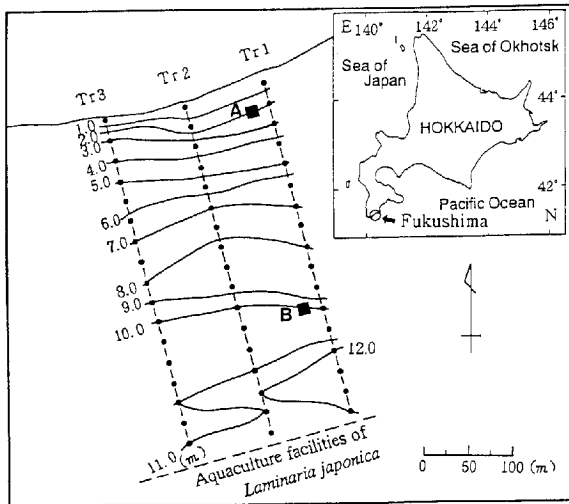 E 140° 142° 144° 146°
Sea of Okhotsk
Sea of
Japan
44°
HOKKAIDO
42°
Pacific Ocean
Fukushima
N
Tr3
Tr2
Tr1
A
1.0
2.0
3.0
4.0
5.0
6.0
7.0
8.0
9.0
10.0
B
12.0
11.0 (m)
Aquaculture facilities of
Laminaria japonica
0 50 100 (m)